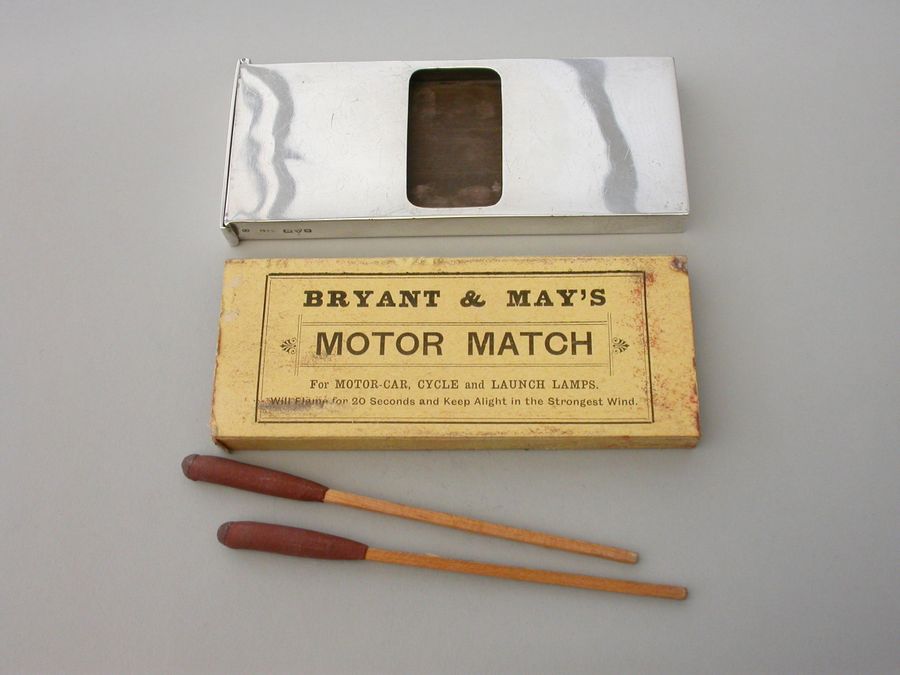 BRYANT & MAY'S
MOTOR MATCH
For MOTOR-CAR, CYCLE and LAUNCH LAMPS.
Will Flame for 20 Seconds and Keep Alight in the Strongest Wind.